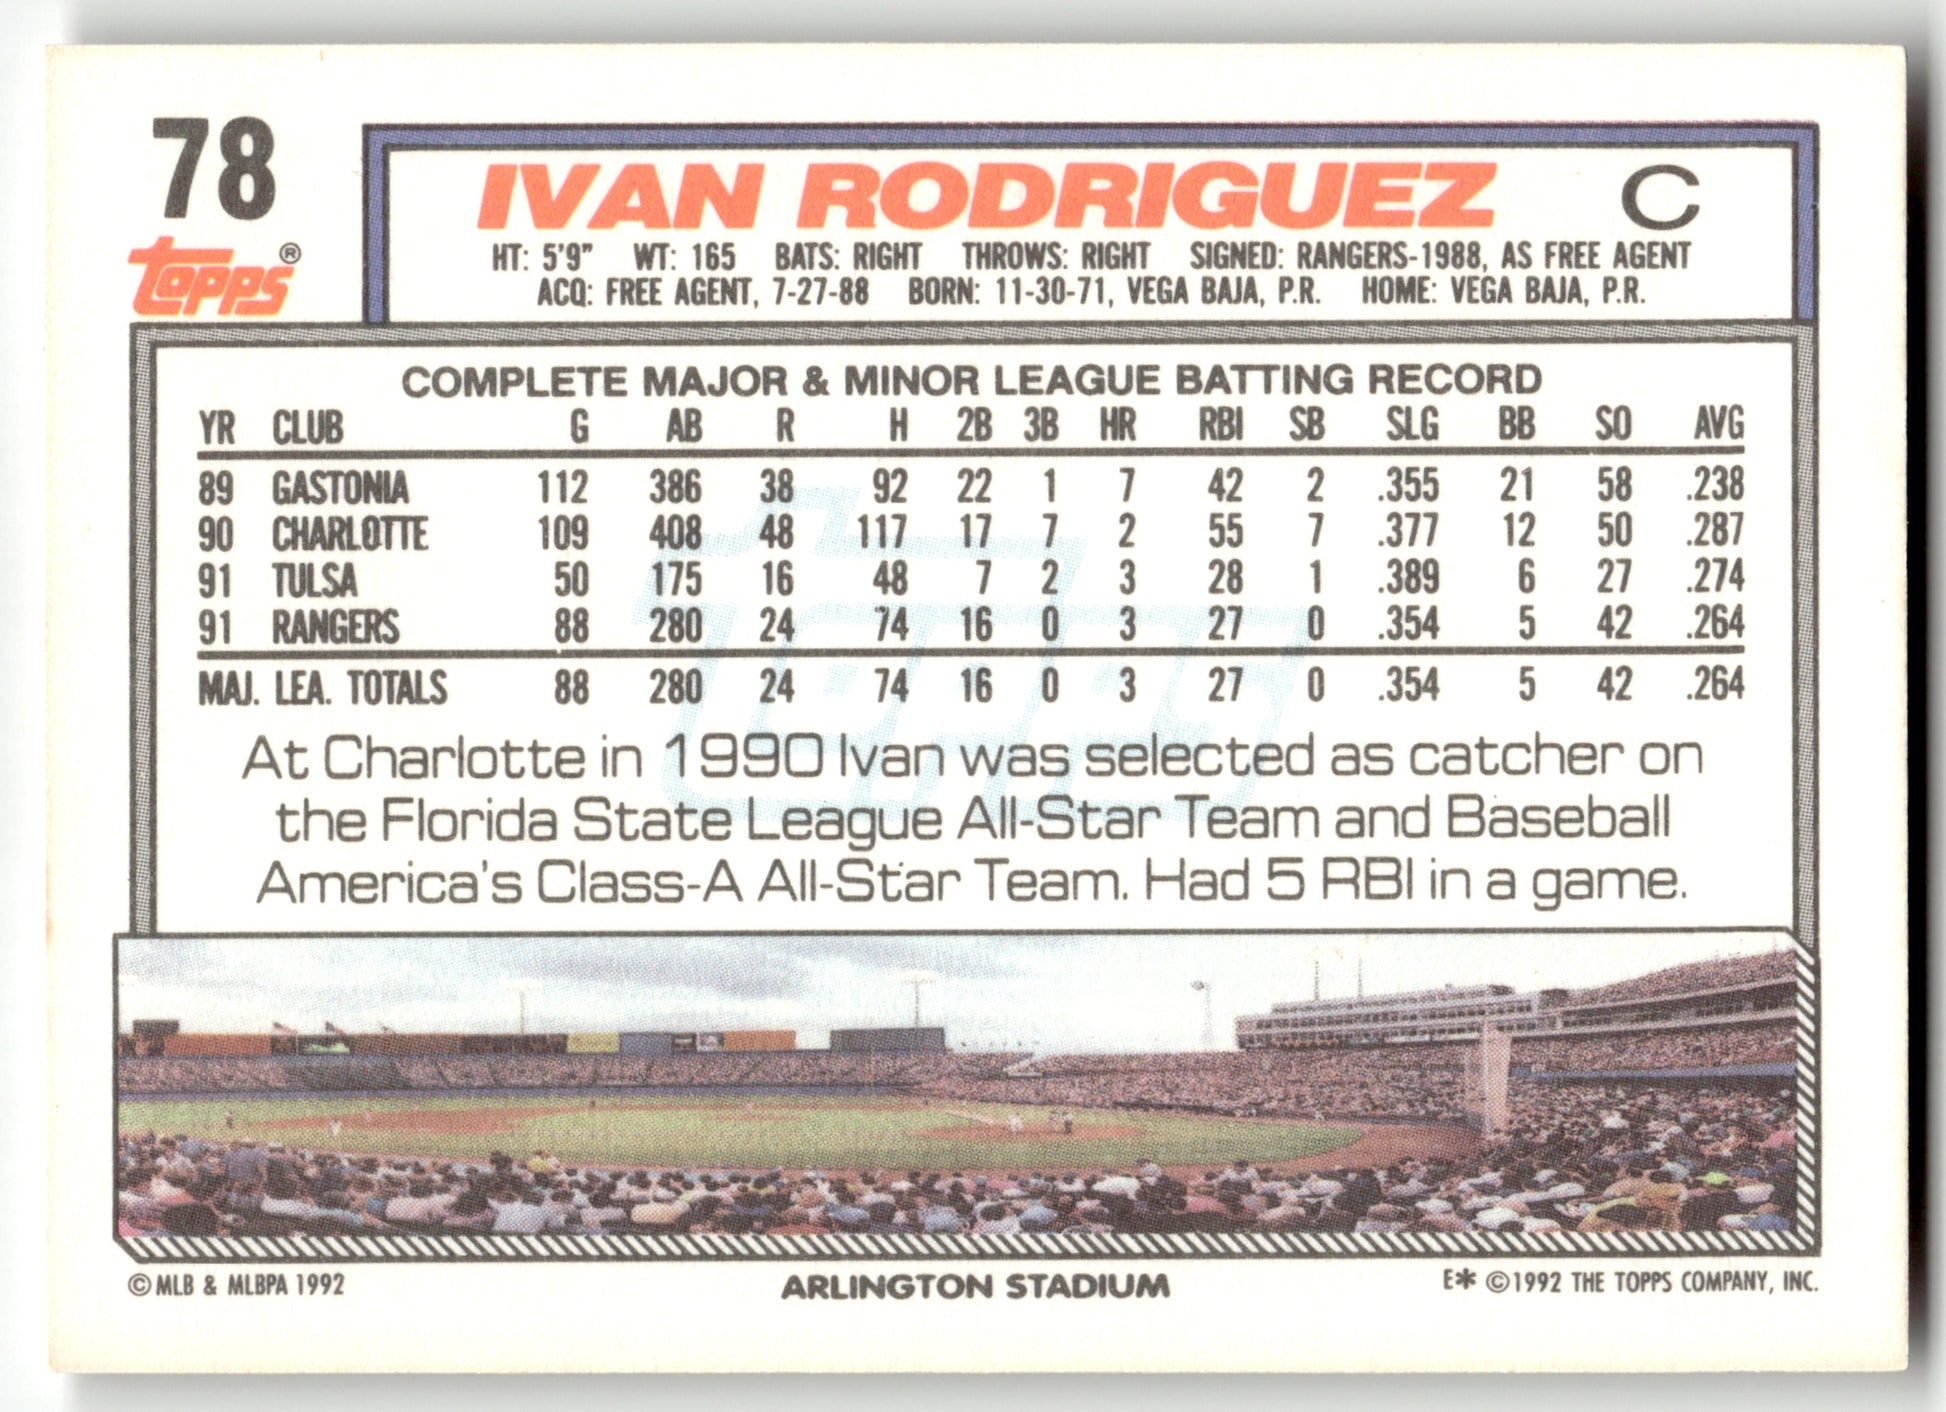 78
topps®
IVAN RODRIGUEZ C
HT: 5'9" WT: 165 BATS: RIGHT THROWS: RIGHT SIGNED: RANGERS-1988, AS FREE AGENT
ACQ: FREE AGENT, 7-27-88 BORN: 11-30-71, VEGA BAJA, P.R. HOME: VEGA BAJA, P.R.
COMPLETE MAJOR & MINOR LEAGUE BATTING RECORD
YR CLUB G AB R H 2B 3B HR RBI SB SLG BB SO AVG
89 GASTONIA 112 386 38 92 22 1 7 42 2 .355 21 58 .238
90 CHARLOTTE 109 408 48 117 17 7 2 55 7 .377 12 50 .287
91 TULSA 50 175 16 48 7 2 3 28 1 .389 6 27 .274
91 RANGERS 88 280 24 74 16 0 3 27 0 .354 5 42 .264
MAJ. LEA. TOTALS 88 280 24 74 16 0 3 27 0 .354 5 42 .264
topps
At Charlotte in 1990 Ivan was selected as catcher on
the Florida State League All-Star Team and Baseball
America's Class-A All-Star Team. Had 5 RBI in a game.
© MLB & MLBPA 1992
ARLINGTON STADIUM
E* © 1992 THE TOPPS COMPANY, INC.